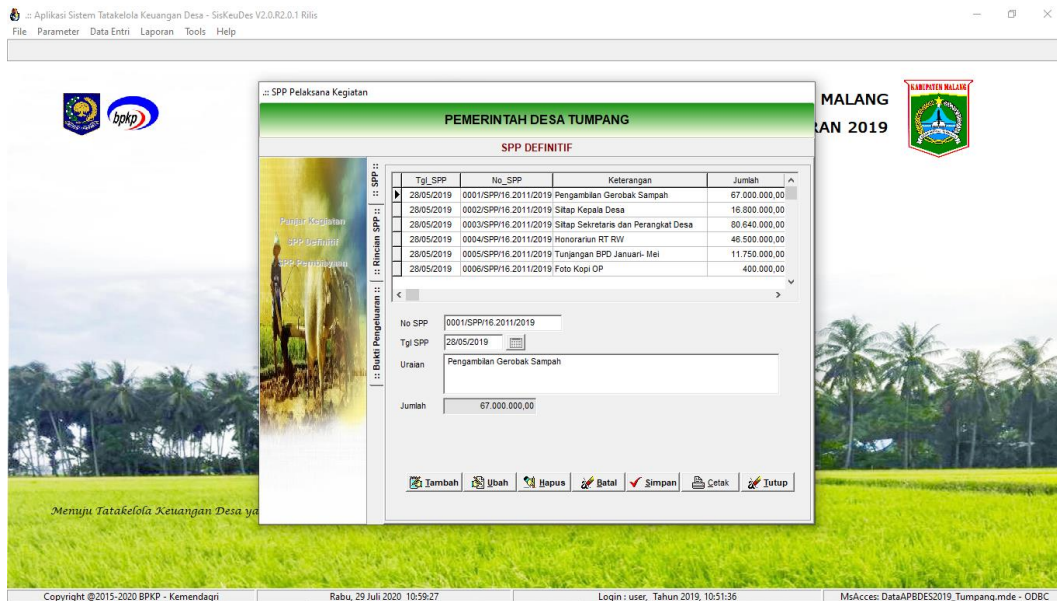 .:: Aplikasi Sistem Tatakelola Keuangan Desa - SisKeuDes V2.0.R2.0.1 Rilis
File Parameter Data Entri Laporan Tools Help
bpkp
MALANG
RAN 2019
KABUPATEN MALANG
.:: SPP Pelaksana Kegiatan
PEMERINTAH DESA TUMPANG
SPP DEFINITIF
Panjar Kegiatan
SPP Definitif
SPP Pembiayaan
:: SPP ::
:: Rincian SPP ::
:: Bukti Pengeluaran ::
Tgl_SPP No_SPP Keterangan Jumlah
28/05/2019 0001/SPP/16.2011/2019 Pengambilan Gerobak Sampah 67.000.000,00
28/05/2019 0002/SPP/16.2011/2019 Siltap Kepala Desa 16.800.000,00
28/05/2019 0003/SPP/16.2011/2019 Siltap Sekretaris dan Perangkat Desa 80.640.000,00
28/05/2019 0004/SPP/16.2011/2019 Honorariun RT RW 46.500.000,00
28/05/2019 0005/SPP/16.2011/2019 Tunjangan BPD Januari- Mei 11.750.000,00
28/05/2019 0006/SPP/16.2011/2019 Foto Kopi OP 400.000,00
No SPP 0001/SPP/16.2011/2019
Tgl SPP 28/05/2019
Uraian Pengambilan Gerobak Sampah
Jumlah 67.000.000,00
Tambah Ubah Hapus Batal Simpan Cetak Tutup
Menuju Tatakelola Keuangan Desa ya
Copyright @2015-2020 BPKP - Kemendagri Rabu, 29 Juli 2020 10:59:27 Login : user, Tahun 2019, 10:51:36 MsAcces: DataAPBDES2019_Tumpang.mde - ODBC